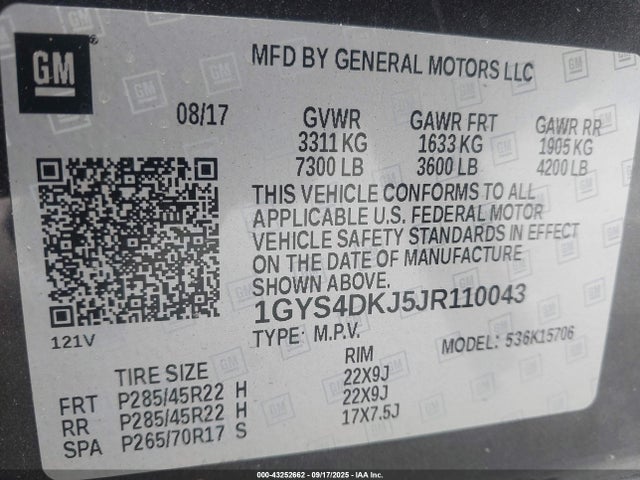 GM
MFD BY GENERAL MOTORS LLC
08/17
GVWR GAWR FRT GAWR RR
3311 KG 1633 KG 1905 KG
7300 LB 3600 LB 4200 LB
THIS VEHICLE CONFORMS TO ALL
APPLICABLE U.S. FEDERAL MOTOR
VEHICLE SAFETY STANDARDS IN EFFECT
ON THE DATE OF MANUFACTURE
SHOWN ABOVE.
1GYS4DKJ5JR110043
121V
TYPE: M.P.V.
MODEL: 536K15706
TIRE SIZE RIM
FRT P285/45R22 H 22X9J
RR P285/45R22 H 22X9J
SPA P265/70R17 S 17X7.5J
000-43252662 - 09/17/2025 - IAA Inc.